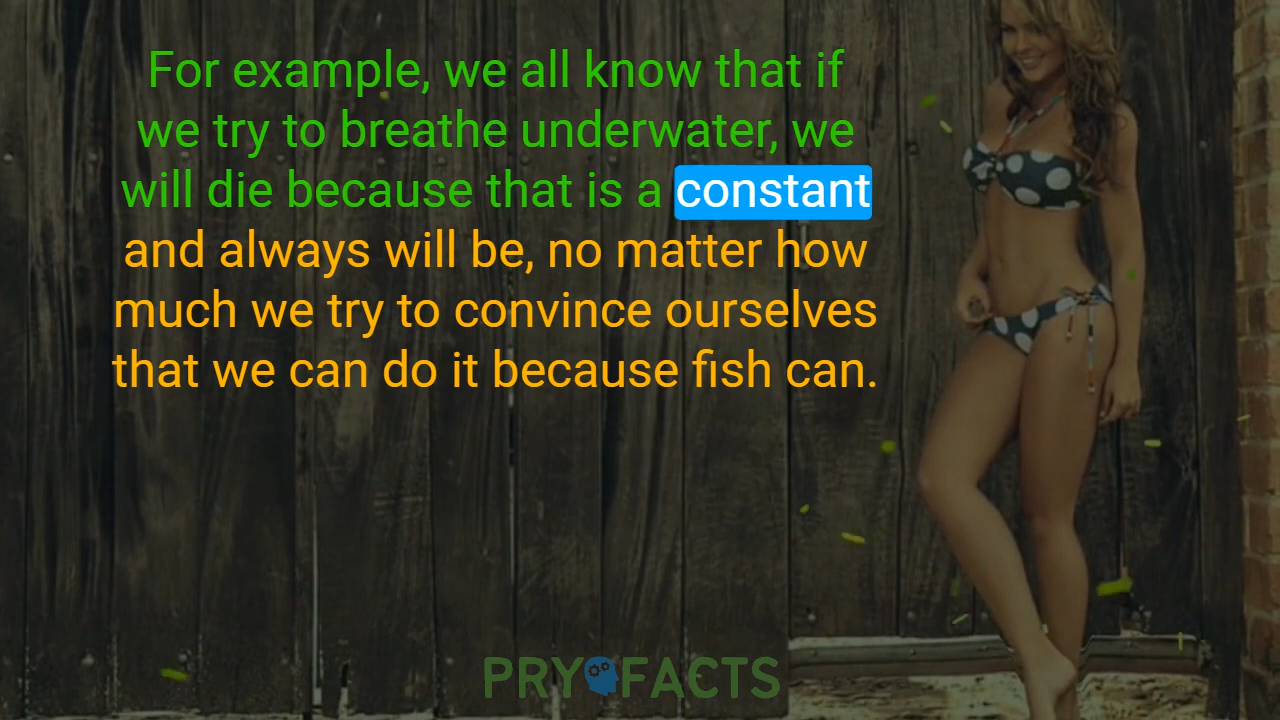 For example, we all know that if
we try to breathe underwater, we
will die because that is a constant
and always will be, no matter how
much we try to convince ourselves
that we can do it because fish can.
PRY FACTS